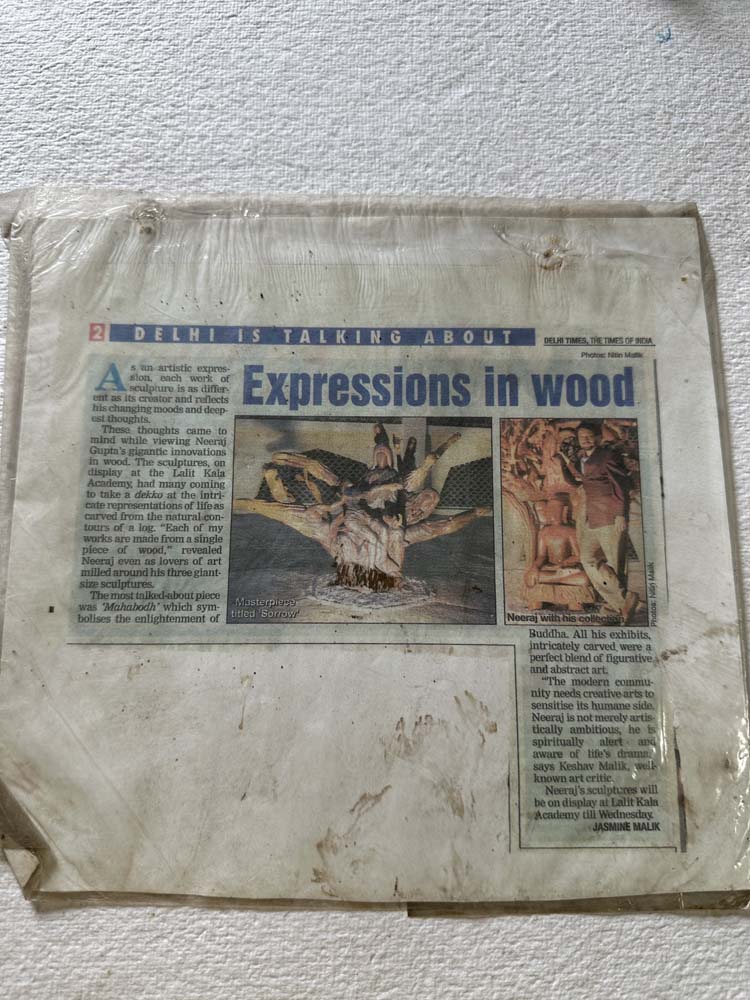 2 DELHI IS TALKING ABOUT
DELHI TIMES, THE TIMES OF INDIA
Photos: Nitin Malik
Expressions in wood
As an artistic expres-
sion, each work of
sculpture is as differ-
ent as its creator and reflects
his changing moods and deep-
est thoughts.
These thoughts came to
mind while viewing Neeraj
Gupta's gigantic innovations
in wood. The sculptures, on
display at the Lalit Kala
Academy, had many coming
to take a dekko at the intri-
cate representations of life as
carved from the natural con-
tours of a log. "Each of my
works are made from a single
piece of wood," revealed
Neeraj even as lovers of art
milled around his three giant-
size sculptures.
The most talked-about piece
was 'Mahabodh' which sym-
bolises the enlightenment of
Masterpiece
titled 'Sorrow'
Neeraj with his collection
Photos: Nitin Malik
Buddha. All his exhibits,
intricately carved, were a
perfect blend of figurative
and abstract art.
"The modern commu-
nity needs creative arts to
sensitise its humane side.
Neeraj is not merely artis-
tically ambitious, he is
spiritually alert and
aware of life's drama,"
says Keshav Malik, well-
known art critic.
Neeraj's sculptures will
be on display at Lalit Kala
Academy till Wednesday.
JASMINE MALIK